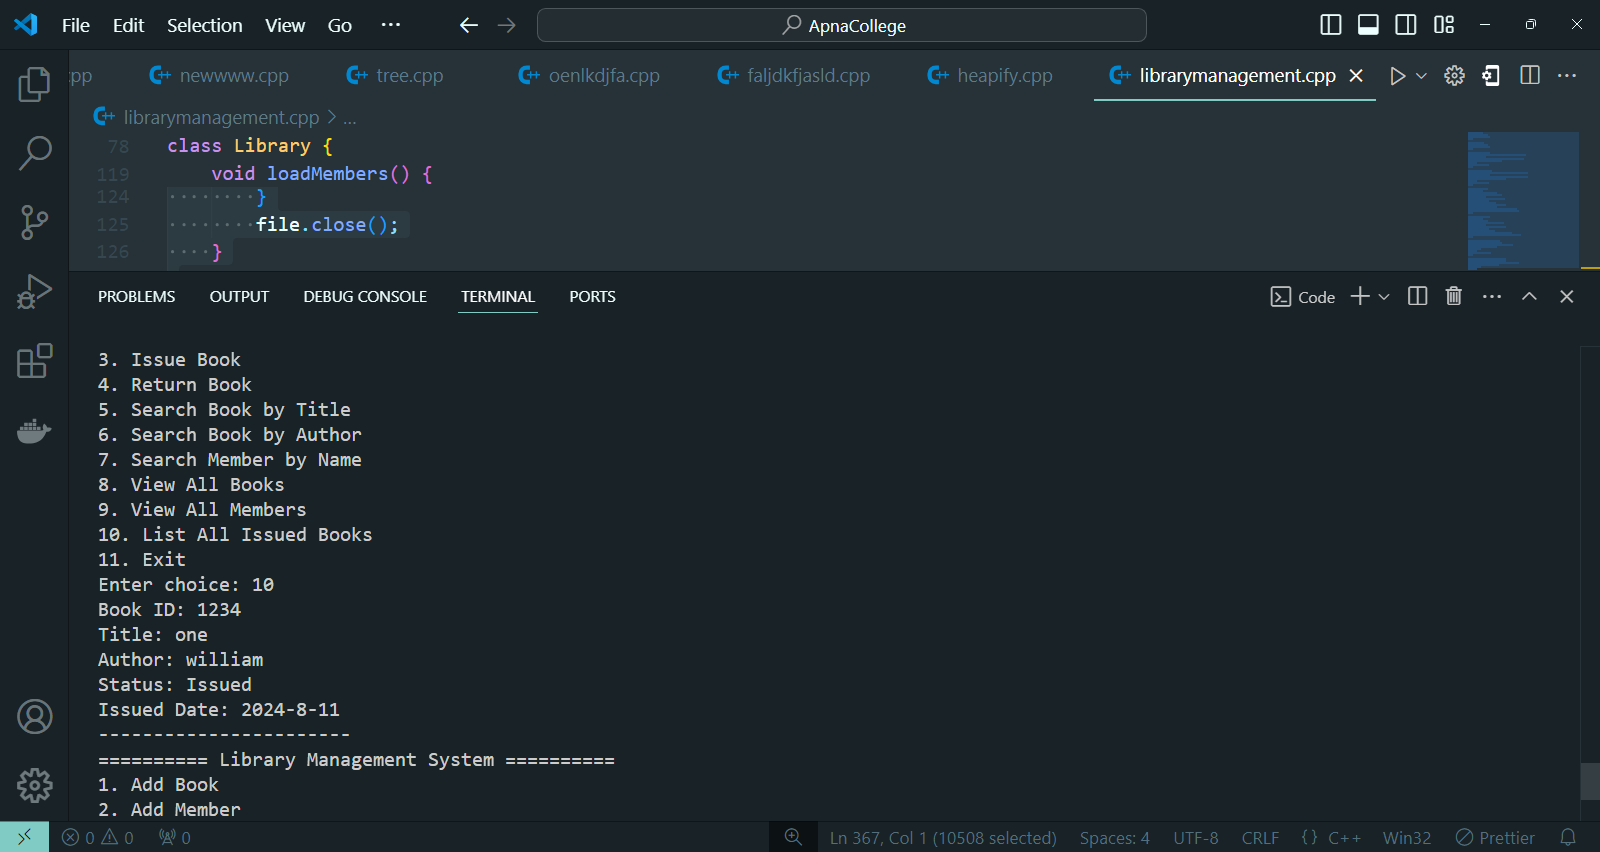 File Edit Selection View Go ··· ApnaCollege
cpp newwww.cpp tree.cpp oenlkdjfa.cpp faljdkfjasld.cpp heapify.cpp librarymanagement.cpp
librarymanagement.cpp > ...
78 class Library {
119 void loadMembers() {
124 }
125 file.close();
126 }
PROBLEMS OUTPUT DEBUG CONSOLE TERMINAL PORTS Code
3. Issue Book
4. Return Book
5. Search Book by Title
6. Search Book by Author
7. Search Member by Name
8. View All Books
9. View All Members
10. List All Issued Books
11. Exit
Enter choice: 10
Book ID: 1234
Title: one
Author: william
Status: Issued
Issued Date: 2024-8-11
-----------------------
========== Library Management System ==========
1. Add Book
2. Add Member
0 0 0 Ln 367, Col 1 (10508 selected) Spaces: 4 UTF-8 CRLF {} C++ Win32 Prettier